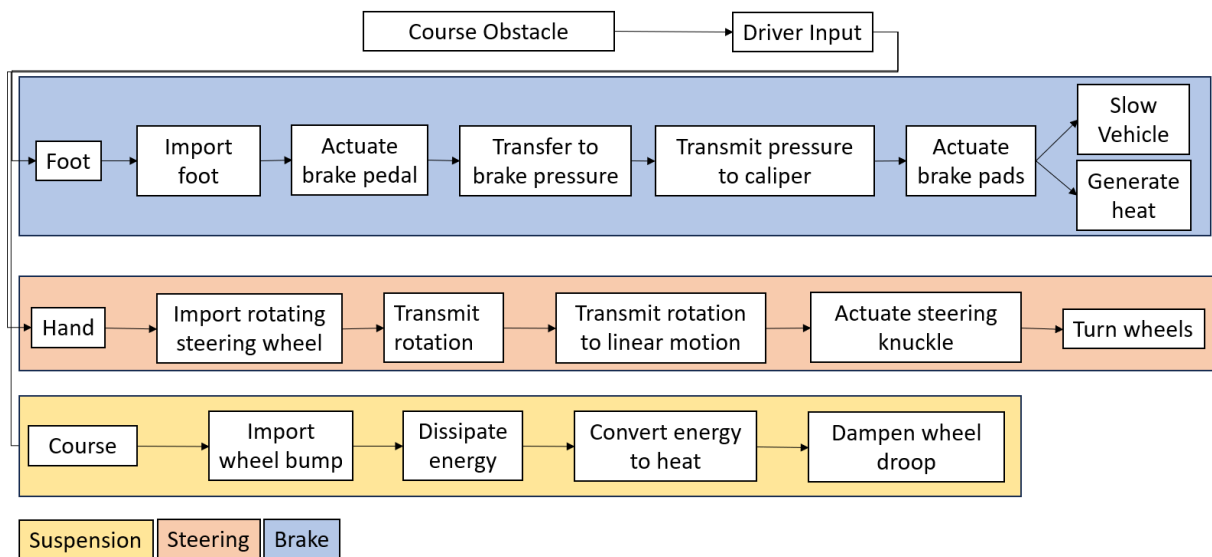 Course Obstacle
Driver Input
Foot
Import
foot
Actuate
brake pedal
Transfer to
brake pressure
Transmit pressure
to caliper
Actuate
brake pads
Slow
Vehicle
Generate
heat
Hand
Import rotating
steering wheel
Transmit
rotation
Transmit rotation
to linear motion
Actuate steering
knuckle
Turn wheels
Course
Import
wheel bump
Dissipate
energy
Convert energy
to heat
Dampen wheel
droop
Suspension
Steering
Brake